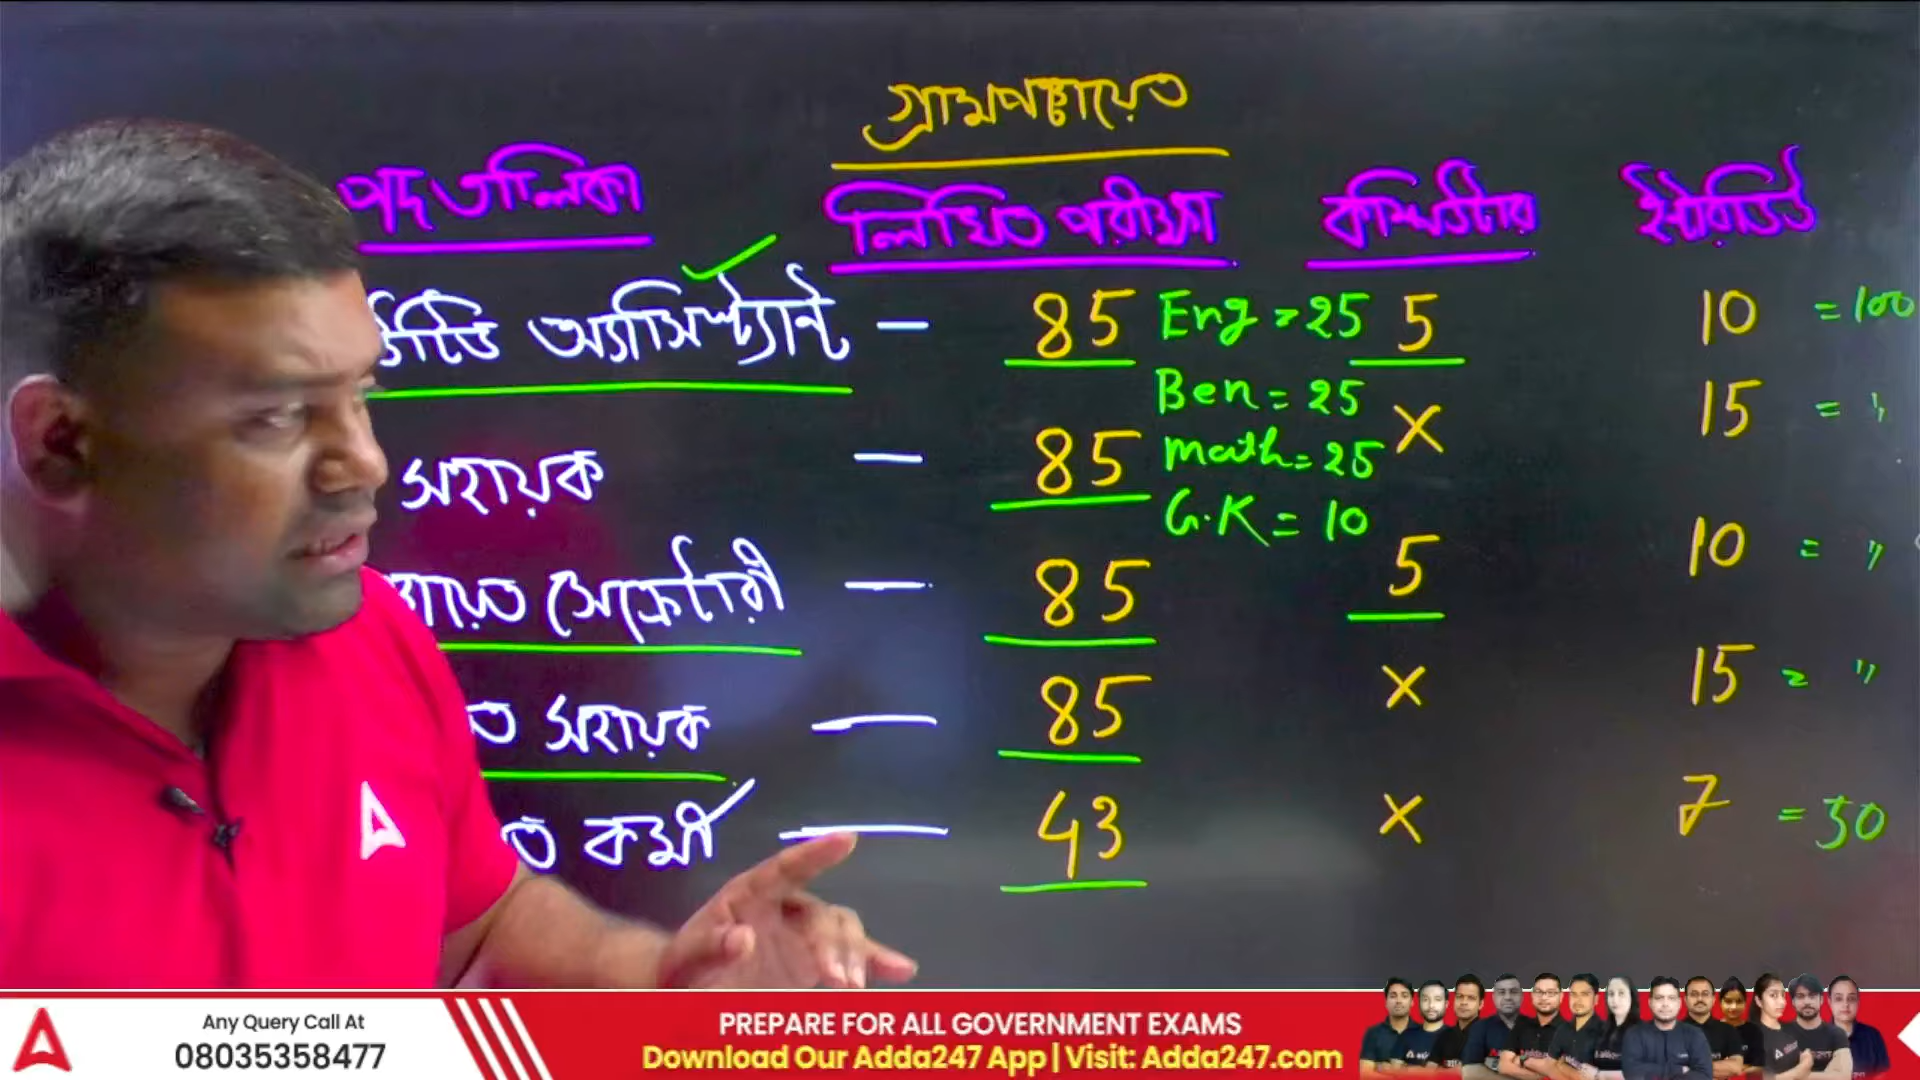 গ্রামপঞ্চায়েত
পদ তালিকা লিখিত পরীক্ষা কম্পিউটার ইন্টারভিউ
অ্যাসিস্ট্যান্ট — 85 Eng = 25 5 10 = 100
Ben = 25
সহায়ক — 85 X 15 = "
math = 25
G.K = 10
সেক্রেটারী — 85 5 10 = "
সহায়ক — 85 X 15 = "
কর্মী — 43 X 7 = 50
Any Query Call At
08035358477
PREPARE FOR ALL GOVERNMENT EXAMS
Download Our Adda247 App | Visit: Adda247.com